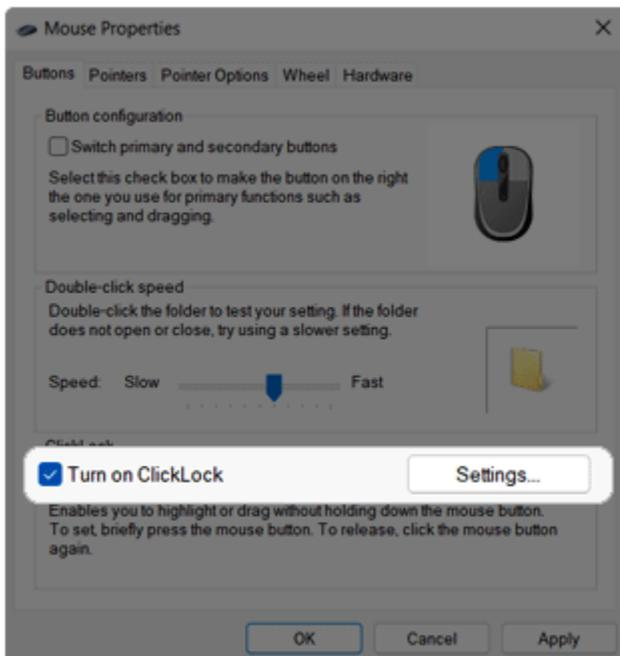 Mouse Properties
Buttons Pointers Pointer Options Wheel Hardware
Button configuration
Switch primary and secondary buttons
Select this check box to make the button on the right
the one you use for primary functions such as
selecting and dragging.
Double-click speed
Double-click the folder to test your setting. If the folder
does not open or close, try using a slower setting.
Speed: Slow Fast
ClickLock
Turn on ClickLock Settings...
Enables you to highlight or drag without holding down the mouse button.
To set, briefly press the mouse button. To release, click the mouse button
again.
OK Cancel Apply